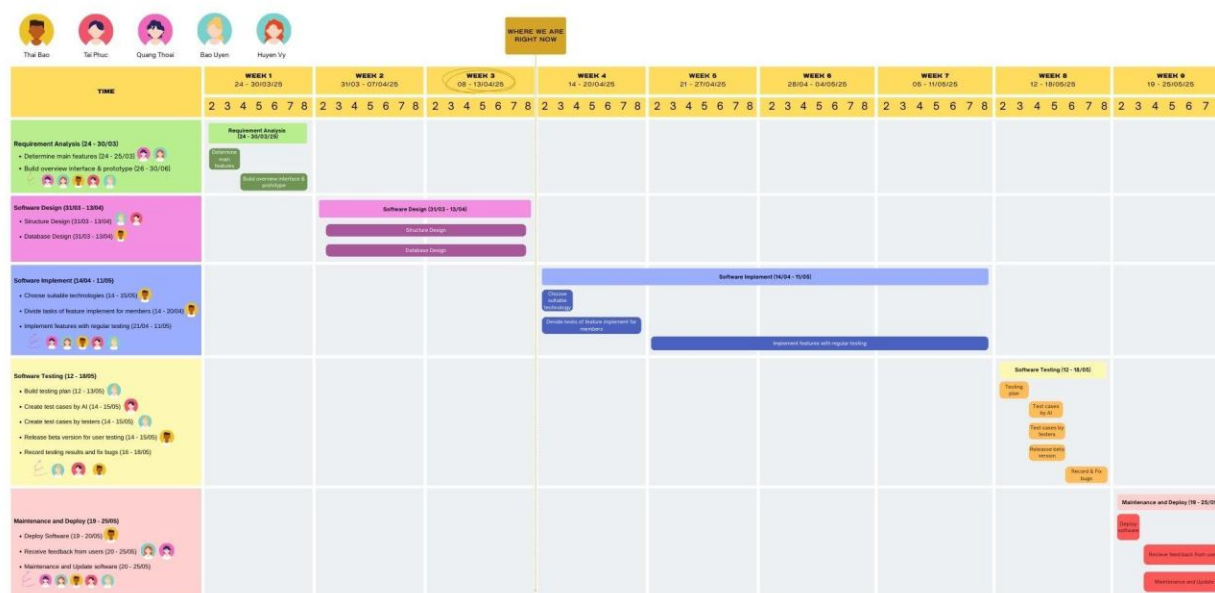 WHERE WE ARE
RIGHT NOW
Thai Bao
Tai Phuc
Quang Thoai
Bao Uyen
Huyen Vy
TIME
WEEK 1
24 - 30/03/25
WEEK 2
31/03 - 07/04/25
WEEK 3
08 - 13/04/25
WEEK 4
14 - 20/04/25
WEEK 5
21 - 27/04/25
WEEK 6
28/04 - 04/05/25
WEEK 7
05 - 11/05/25
WEEK 8
12 - 18/05/25
WEEK 9
19 - 25/05/25
2 3 4 5 6 7 8
2 3 4 5 6 7 8
2 3 4 5 6 7 8
2 3 4 5 6 7 8
2 3 4 5 6 7 8
2 3 4 5 6 7 8
2 3 4 5 6 7 8
2 3 4 5 6 7 8
2 3 4 5 6 7
Requirement Analysis (24 - 30/03)
• Determine main features (24 - 25/03)
• Build overview interface & prototype (26 - 30/06)
Requirement Analysis
(24 - 30/03/25)
Determine
main
features
Build overview interface &
prototype
Software Design (31/03 - 13/04)
• Structure Design (31/03 - 13/04)
• Database Design (31/03 - 13/04)
Software Design (31/03 - 13/04)
Structure Design
Database Design
Software Implement (14/04 - 11/05)
• Choose suitable technologies (14 - 15/05)
• Divide tasks of feature implement for members (14 - 20/04)
• Implement features with regular testing (21/04 - 11/05)
Software Implement (14/04 - 11/05)
Choose
suitable
technology
Divide tasks of feature implement for
members
Implement features with regular testing
Software Testing (12 - 18/05)
• Build testing plan (12 - 13/05)
• Create test cases by AI (14 - 15/05)
• Create test cases by testers (14 - 15/05)
• Release beta version for user testing (14 - 15/05)
• Record testing results and fix bugs (16 - 18/05)
Software Testing (12 - 18/05)
Testing
plan
Test cases
by AI
Test cases by
testers
Releasse beta
version
Record & Fix
bugs
Maintenance and Deploy (19 - 25/05)
• Deploy Software (19 - 20/05)
• Receive feedback from users (20 - 25/05)
• Maintenance and Update software (20 - 25/05)
Maintenance and Deploy (19 - 25/05
Deploy
software
Recieve feedback from use
Maintenance and Update